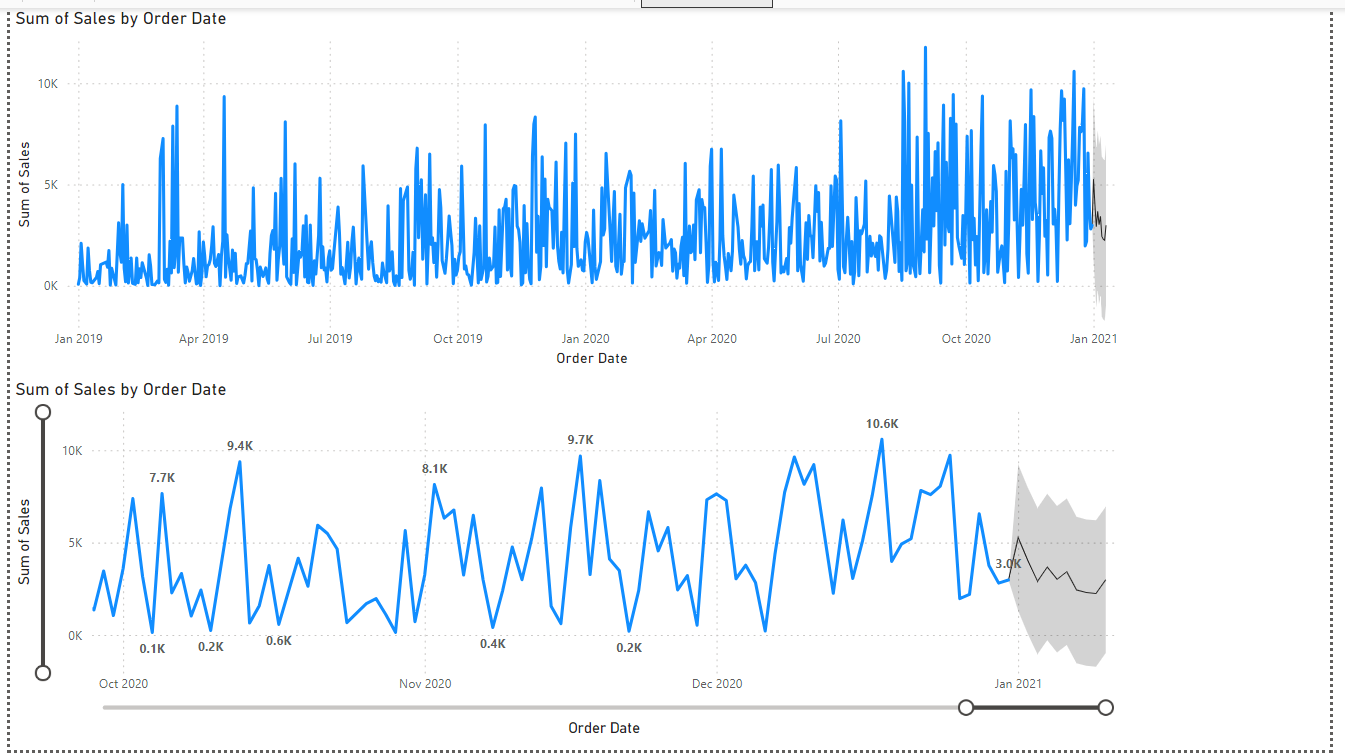 Sum of Sales by Order Date
10K
5K
0K
Sum of Sales
Jan 2019 Apr 2019 Jul 2019 Oct 2019 Jan 2020 Apr 2020 Jul 2020 Oct 2020 Jan 2021
Order Date
Sum of Sales by Order Date
10.6K
9.7K
9.4K
8.1K
7.7K
10K
5K
0K
Sum of Sales
3.0K
0.1K 0.2K 0.6K 0.4K 0.2K
Oct 2020 Nov 2020 Dec 2020 Jan 2021
Order Date